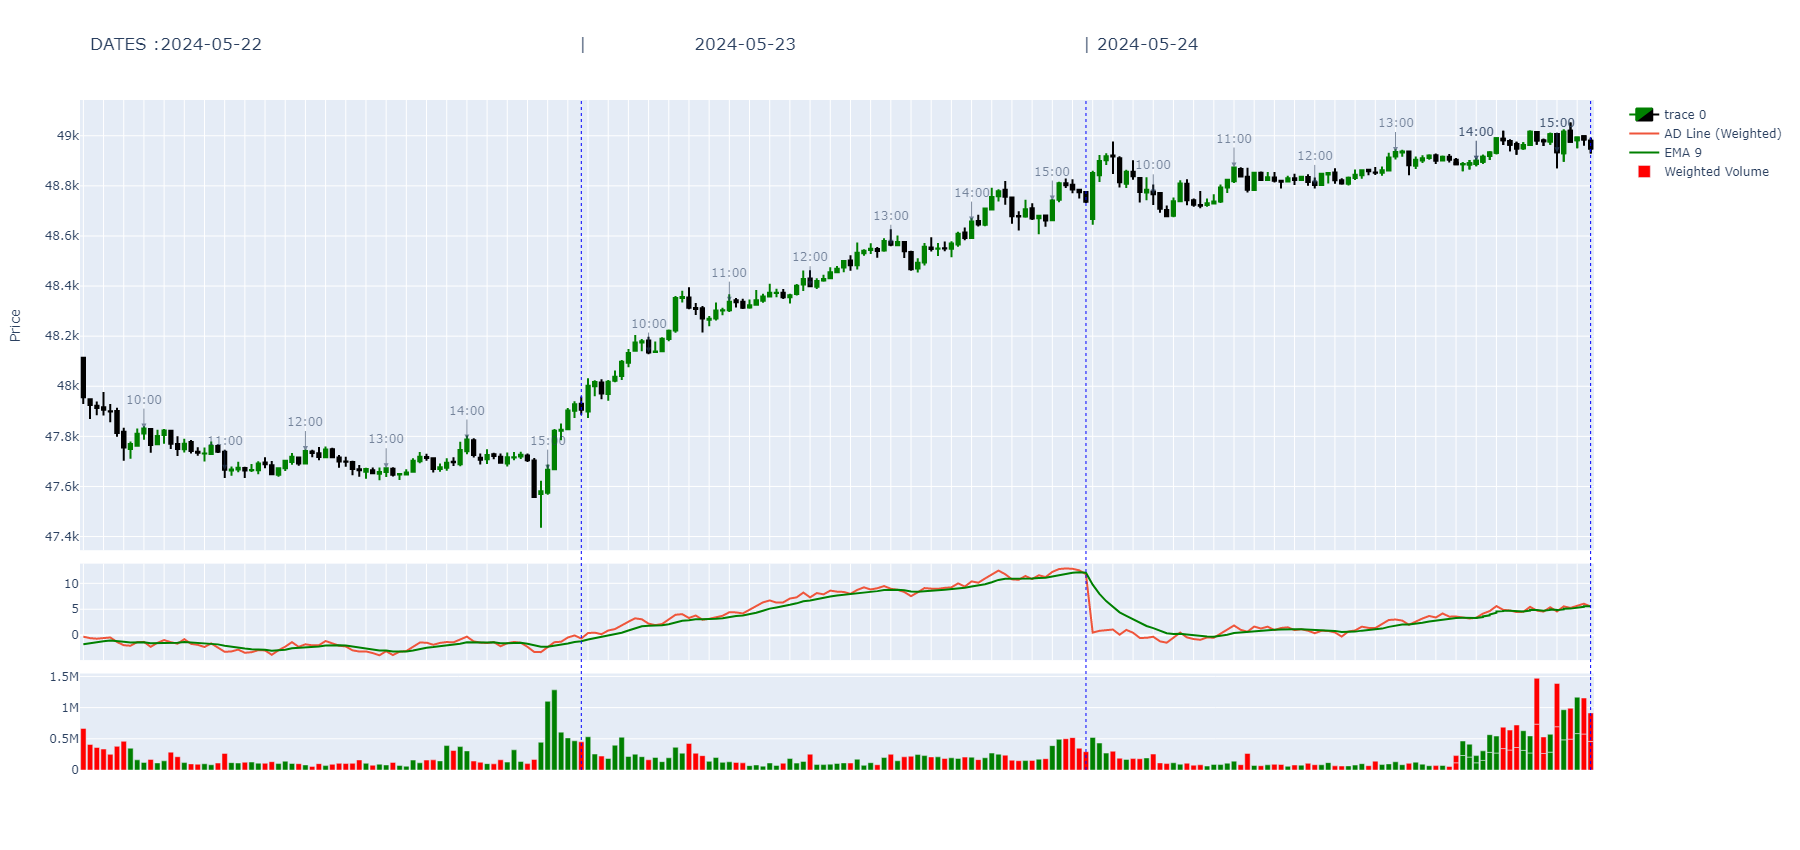 DATES :2024-05-22 | 2024-05-23 | 2024-05-24
trace 0
AD Line (Weighted)
EMA 9
Weighted Volume
Price
49k
48.8k
48.6k
48.4k
48.2k
48k
47.8k
47.6k
47.4k
10:00
11:00
12:00
13:00
14:00
15:00
10:00
11:00
12:00
13:00
14:00
15:00
10:00
11:00
12:00
13:00
14:00
15:00
10
5
0
1.5M
1M
0.5M
0